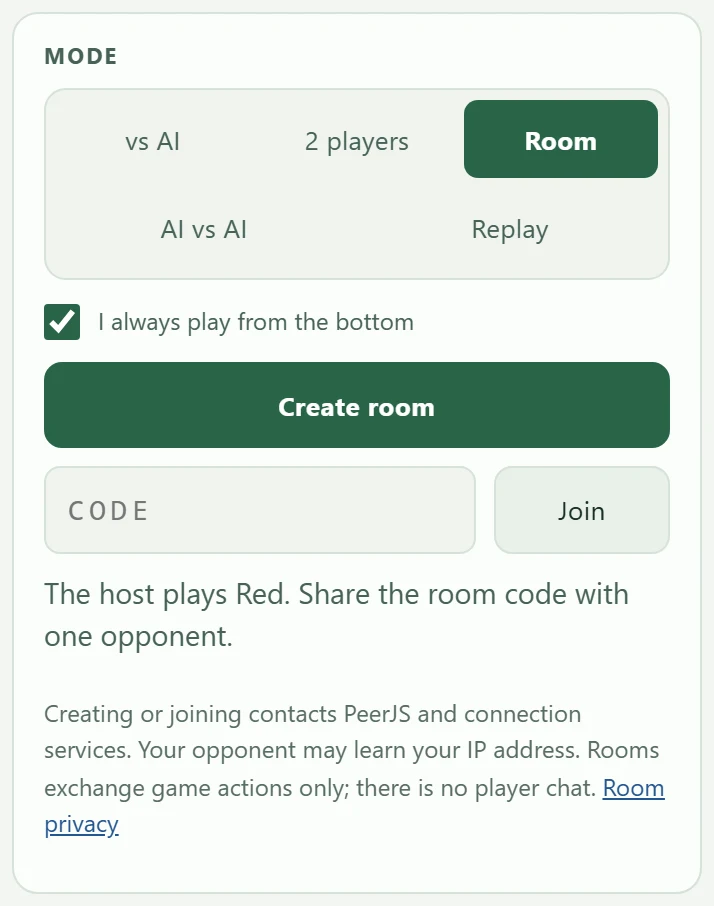 MODE
vs AI
2 players
Room
AI vs AI
Replay
I always play from the bottom
Create room
CODE
Join
The host plays Red. Share the room code with
one opponent.
Creating or joining contacts PeerJS and connection
services. Your opponent may learn your IP address. Rooms
exchange game actions only; there is no player chat. Room
privacy